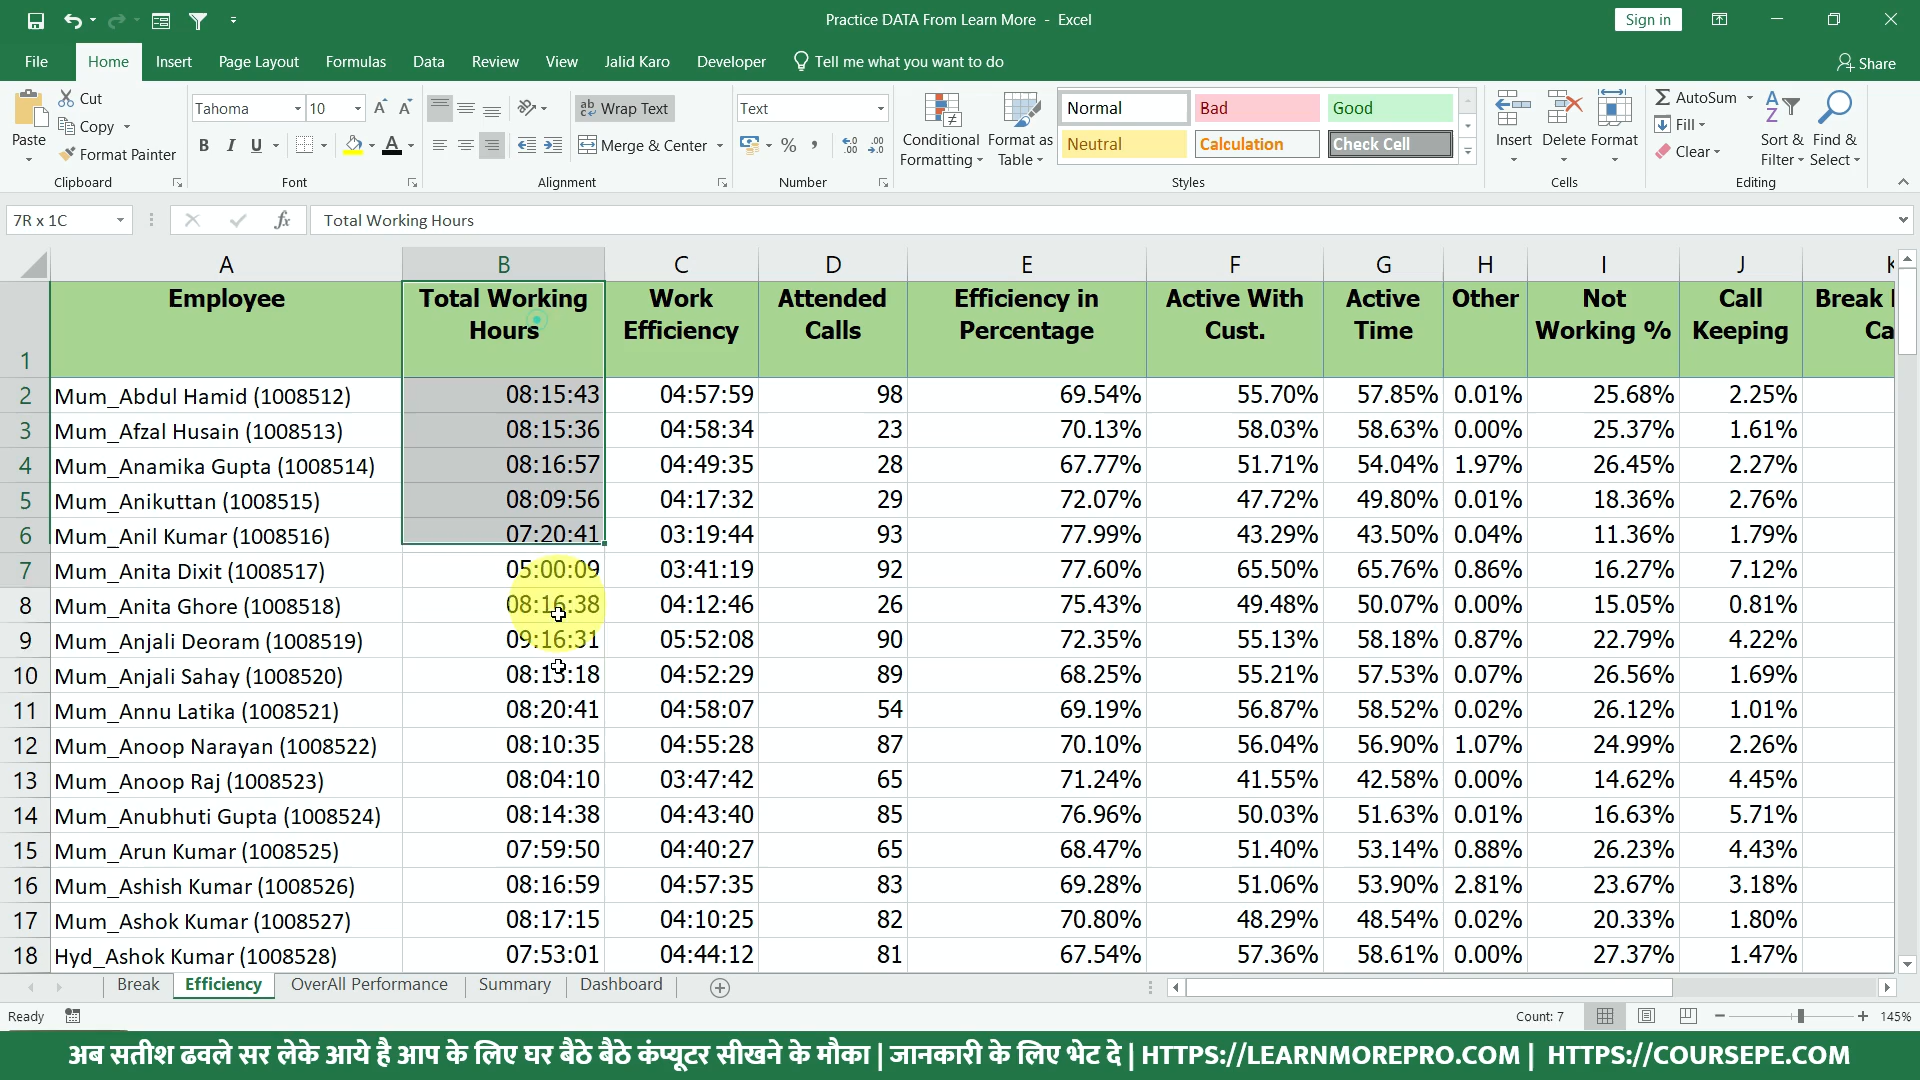 Practice DATA From Learn More - Excel
Sign in
File Home Insert Page Layout Formulas Data Review View Jalid Karo Developer Tell me what you want to do Share
Paste Cut Copy Format Painter Clipboard
Tahoma 10 B I U A Font
Wrap Text Merge & Center Alignment
Text % , Number
Conditional Formatting Format as Table
Normal Bad Good
Neutral Calculation Check Cell
Styles
Insert Delete Format Cells
AutoSum Fill Clear Sort & Filter Find & Select Editing
7R x 1C fx Total Working Hours
A B C D E F G H I J
1 Employee Total Working Hours Work Efficiency Attended Calls Efficiency in Percentage Active With Cust. Active Time Other Not Working % Call Keeping Break
2 Mum_Abdul Hamid (1008512) 08:15:43 04:57:59 98 69.54% 55.70% 57.85% 0.01% 25.68% 2.25%
3 Mum_Afzal Husain (1008513) 08:15:36 04:58:34 23 70.13% 58.03% 58.63% 0.00% 25.37% 1.61%
4 Mum_Anamika Gupta (1008514) 08:16:57 04:49:35 28 67.77% 51.71% 54.04% 1.97% 26.45% 2.27%
5 Mum_Anikuttan (1008515) 08:09:56 04:17:32 29 72.07% 47.72% 49.80% 0.01% 18.36% 2.76%
6 Mum_Anil Kumar (1008516) 07:20:41 03:19:44 93 77.99% 43.29% 43.50% 0.04% 11.36% 1.79%
7 Mum_Anita Dixit (1008517) 05:00:09 03:41:19 92 77.60% 65.50% 65.76% 0.86% 16.27% 7.12%
8 Mum_Anita Ghore (1008518) 08:16:38 04:12:46 26 75.43% 49.48% 50.07% 0.00% 15.05% 0.81%
9 Mum_Anjali Deoram (1008519) 09:16:31 05:52:08 90 72.35% 55.13% 58.18% 0.87% 22.79% 4.22%
10 Mum_Anjali Sahay (1008520) 08:13:18 04:52:29 89 68.25% 55.21% 57.53% 0.07% 26.56% 1.69%
11 Mum_Annu Latika (1008521) 08:20:41 04:58:07 54 69.19% 56.87% 58.52% 0.02% 26.12% 1.01%
12 Mum_Anoop Narayan (1008522) 08:10:35 04:55:28 87 70.10% 56.04% 56.90% 1.07% 24.99% 2.26%
13 Mum_Anoop Raj (1008523) 08:04:10 03:47:42 65 71.24% 41.55% 42.58% 0.00% 14.62% 4.45%
14 Mum_Anubhuti Gupta (1008524) 08:14:38 04:43:40 85 76.96% 50.03% 51.63% 0.01% 16.63% 5.71%
15 Mum_Arun Kumar (1008525) 07:59:50 04:40:27 65 68.47% 51.40% 53.14% 0.88% 26.23% 4.43%
16 Mum_Ashish Kumar (1008526) 08:16:59 04:57:35 83 69.28% 51.06% 53.90% 2.81% 23.67% 3.18%
17 Mum_Ashok Kumar (1008527) 08:17:15 04:10:25 82 70.80% 48.29% 48.54% 0.02% 20.33% 1.80%
18 Hyd_Ashok Kumar (1008528) 07:53:01 04:44:12 81 67.54% 57.36% 58.61% 0.00% 27.37% 1.47%
Break Efficiency OverAll Performance Summary Dashboard
Ready Count: 7 145%
अब सतीश ढवले सर लेके आये है आप के लिए घर बैठे बैठे कंप्यूटर सीखने के मौका | जानकारी के लिए भेट दे | HTTPS://LEARNMOREPRO.COM | HTTPS://COURSEPE.COM